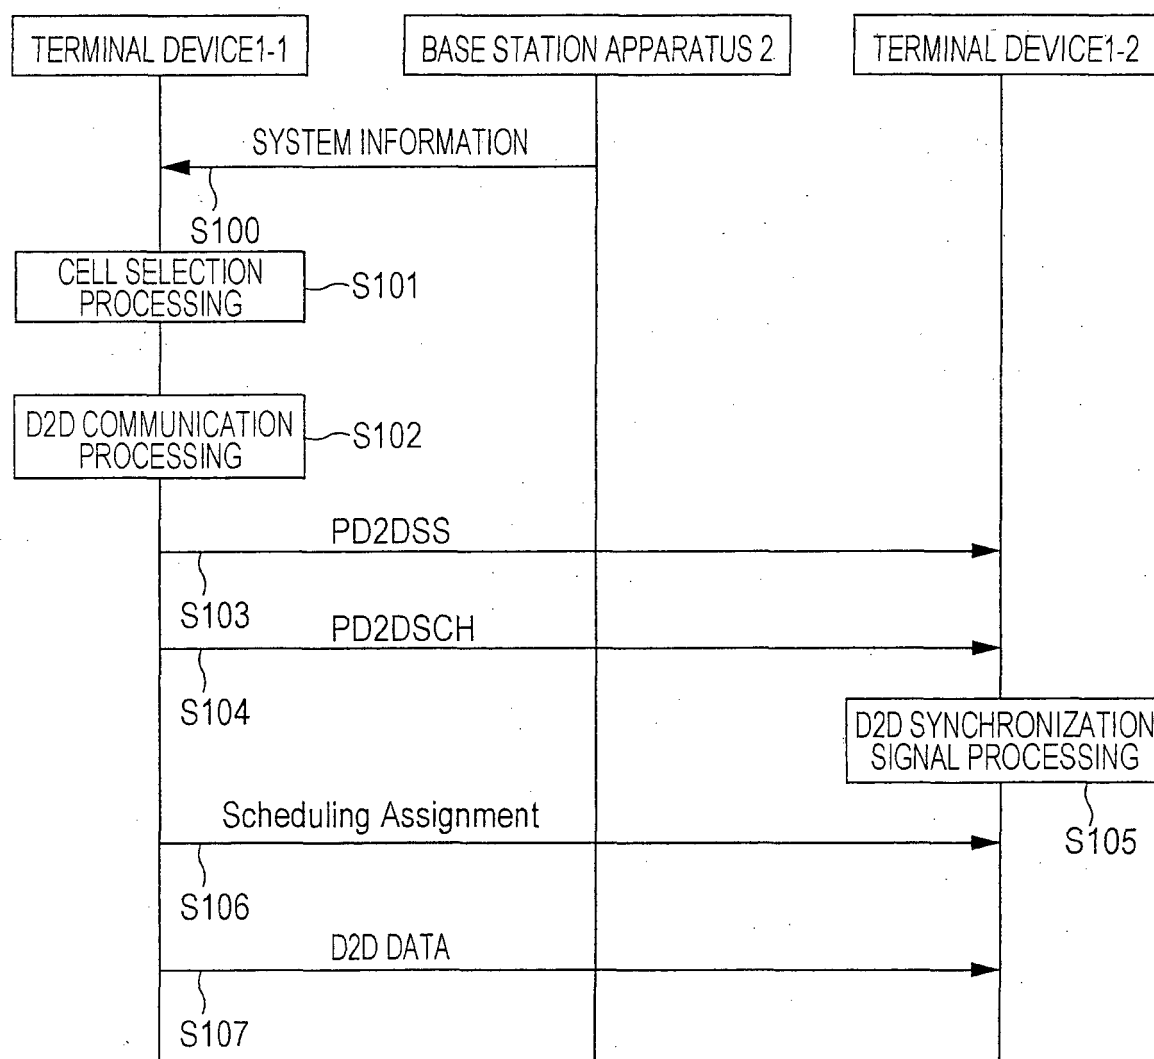 TERMINAL DEVICE1-1
BASE STATION APPARATUS 2
TERMINAL DEVICE1-2
SYSTEM INFORMATION
S100
CELL SELECTION
PROCESSING
S101
D2D COMMUNICATION
PROCESSING
S102
PD2DSS
S103
PD2DSCH
S104
D2D SYNCHRONIZATION
SIGNAL PROCESSING
S105
Scheduling Assignment
S106
D2D DATA
S107